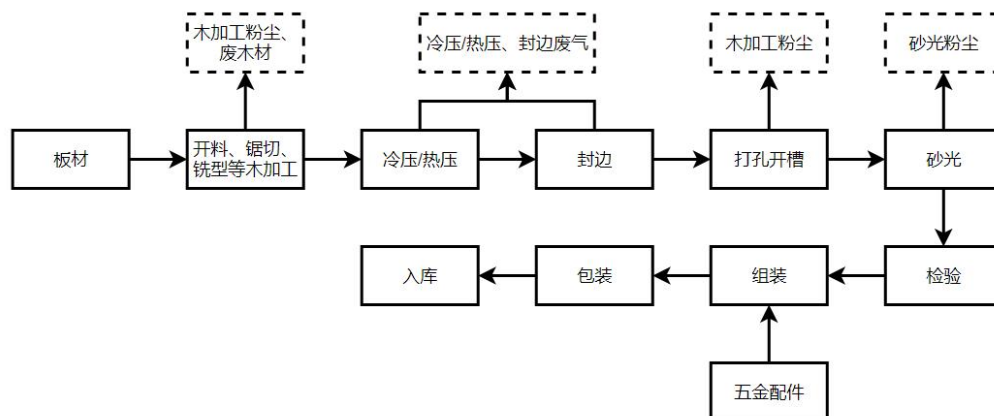 木加工粉尘、
废木材
冷压/热压、封边废气
木加工粉尘
砂光粉尘
板材
开料、锯切、
铣型等木加工
冷压/热压
封边
打孔开槽
砂光
入库
包装
组装
检验
五金配件